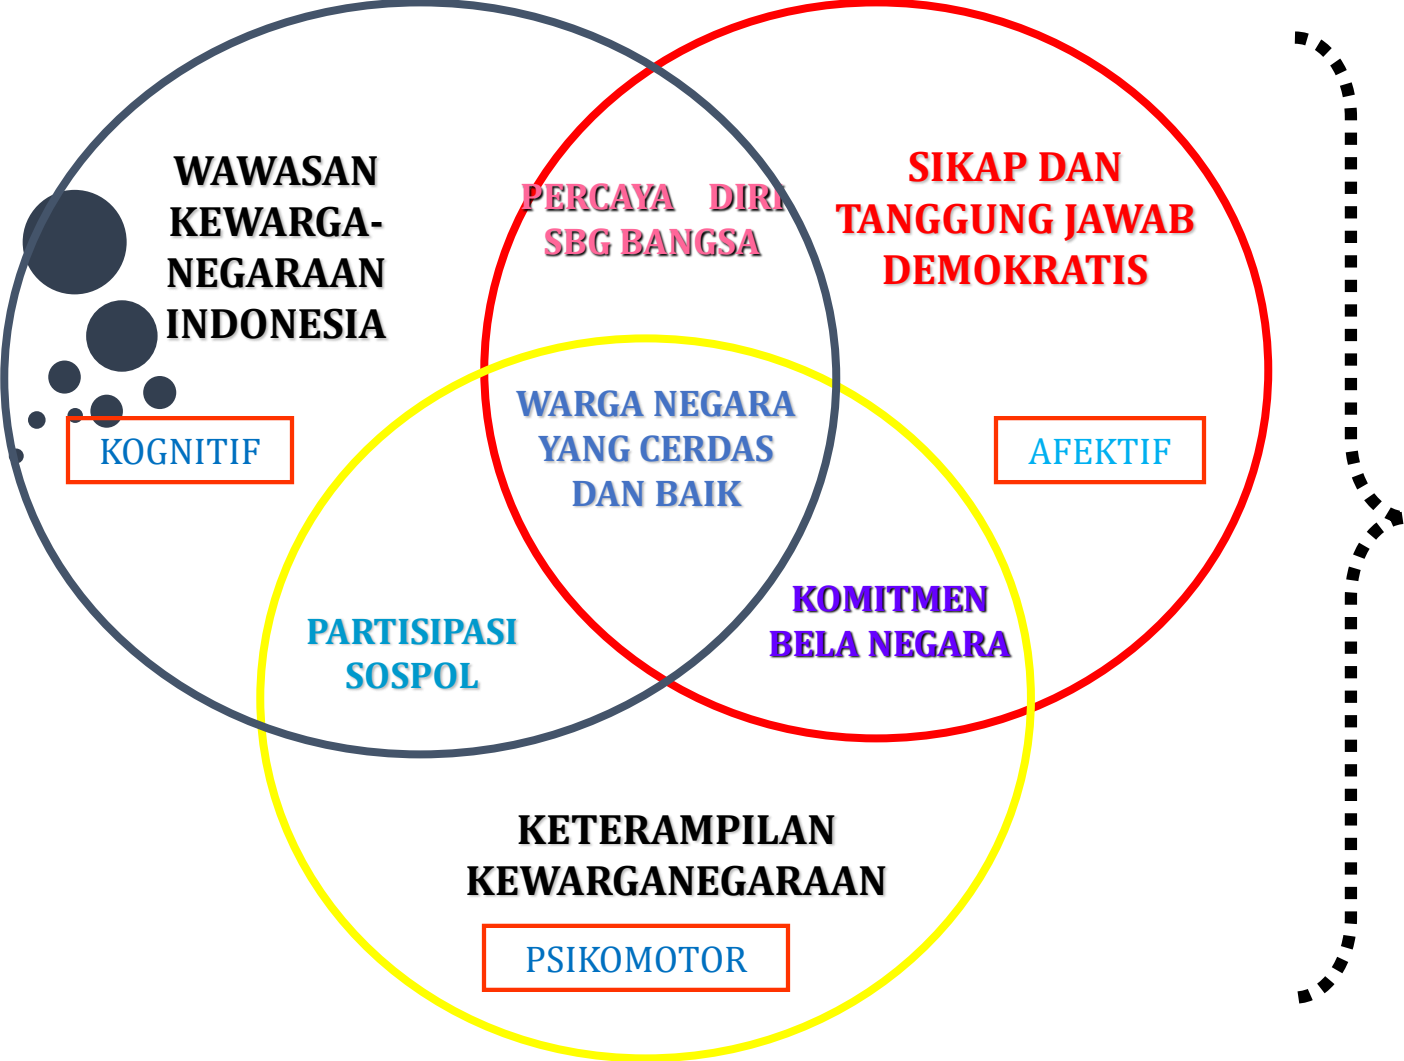 WAWASAN
KEWARGA-
NEGARAAN
INDONESIA
KOGNITIF
PERCAYA DIRI
SBG BANGSA
SIKAP DAN
TANGGUNG JAWAB
DEMOKRATIS
AFEKTIF
WARGA NEGARA
YANG CERDAS
DAN BAIK
PARTISIPASI
SOSPOL
KOMITMEN
BELA NEGARA
KETERAMPILAN
KEWARGANEGARAAN
PSIKOMOTOR